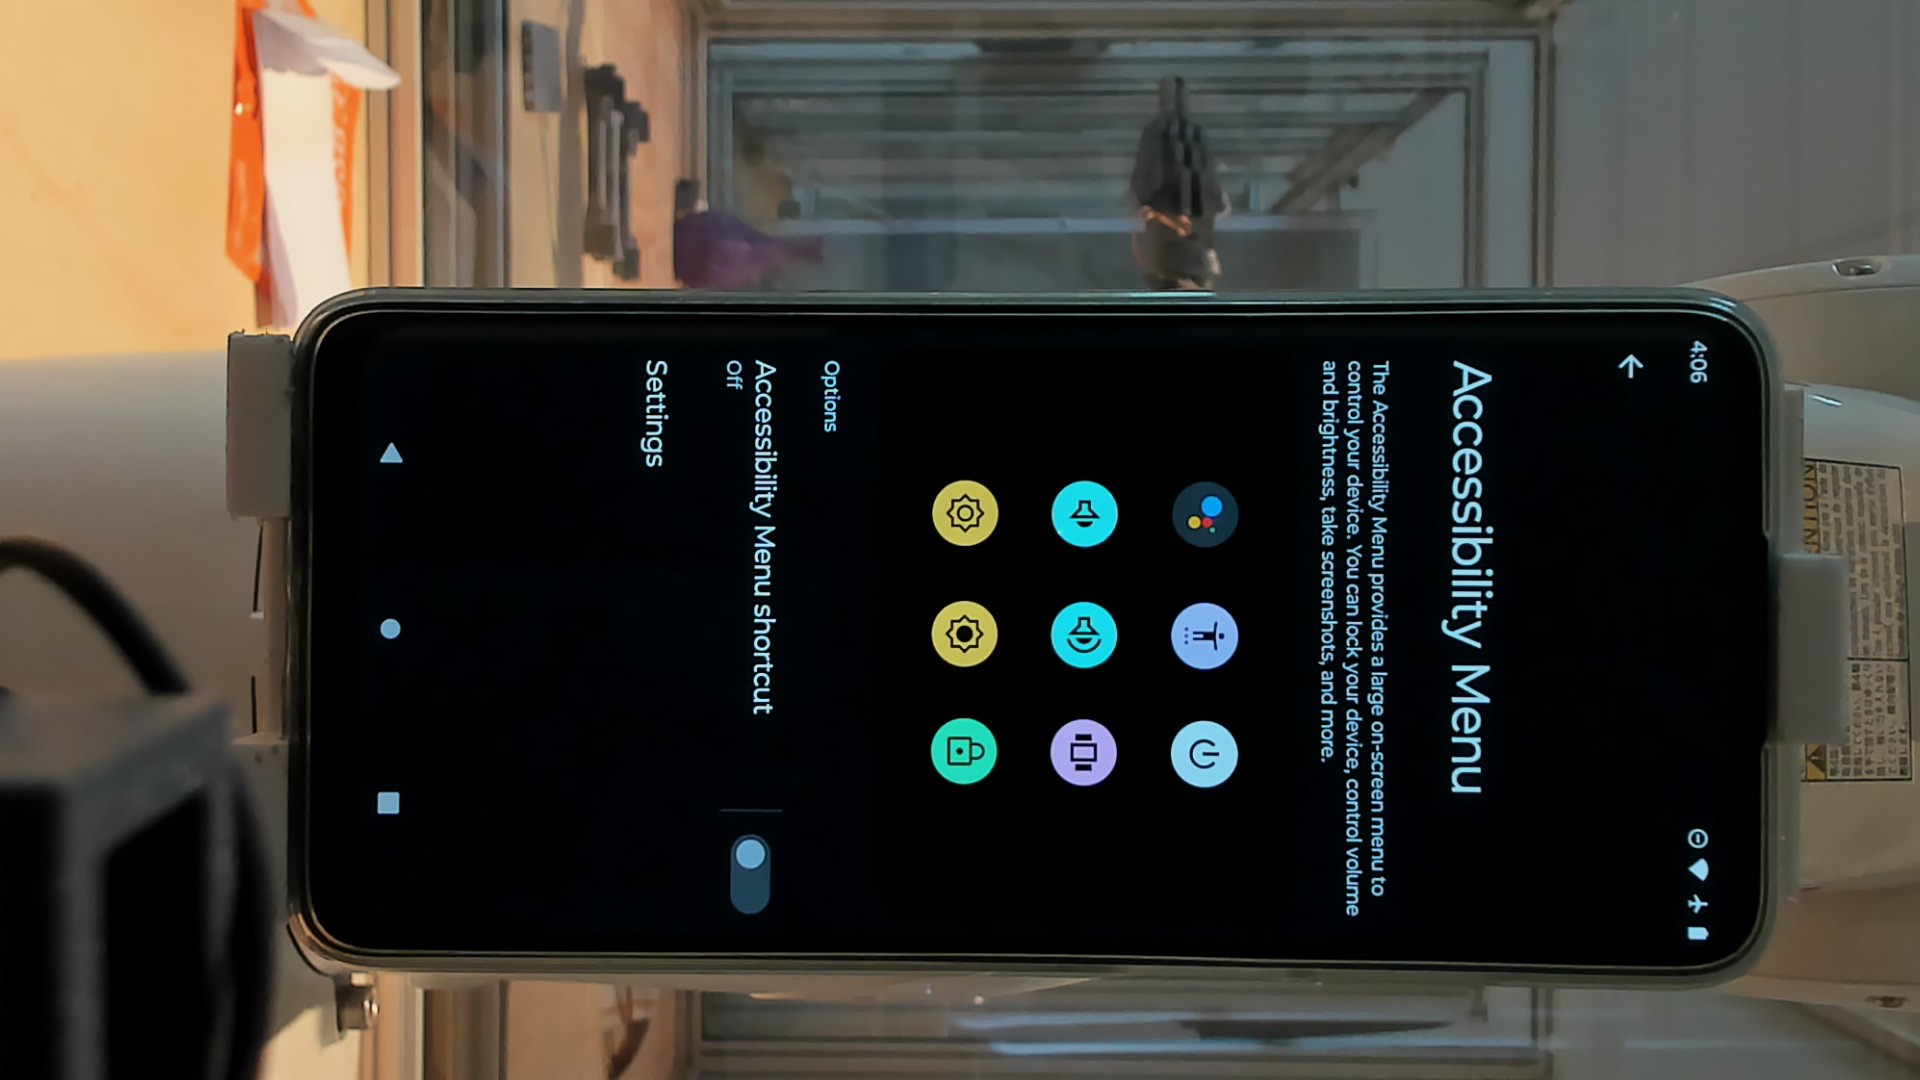 4:06
Accessibility Menu
The Accessibility Menu provides a large on-screen menu to
control your device. You can lock your device, control volume
and brightness, take screenshots, and more.
Options
Accessibility Menu shortcut
Off
Settings